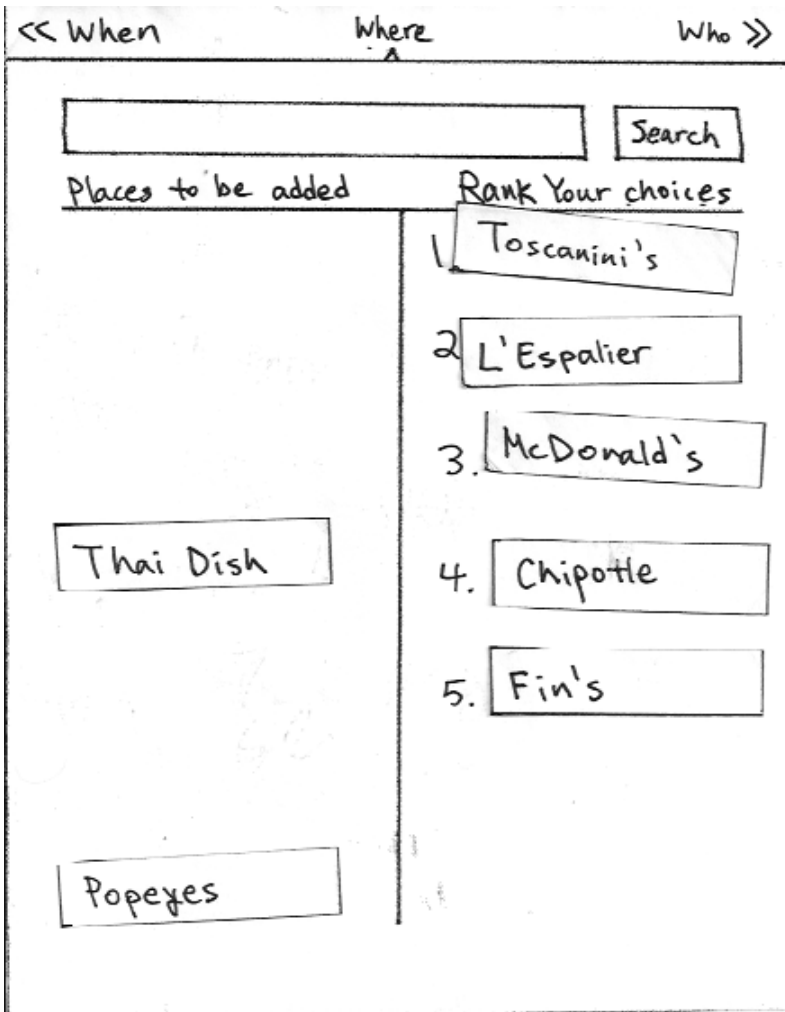 << When Where Who >>
Search
Places to be added Rank Your choices
1. Toscanini's
2 L'Espalier
3. McDonald's
Thai Dish 4. Chipotle
5. Fin's
Popeyes